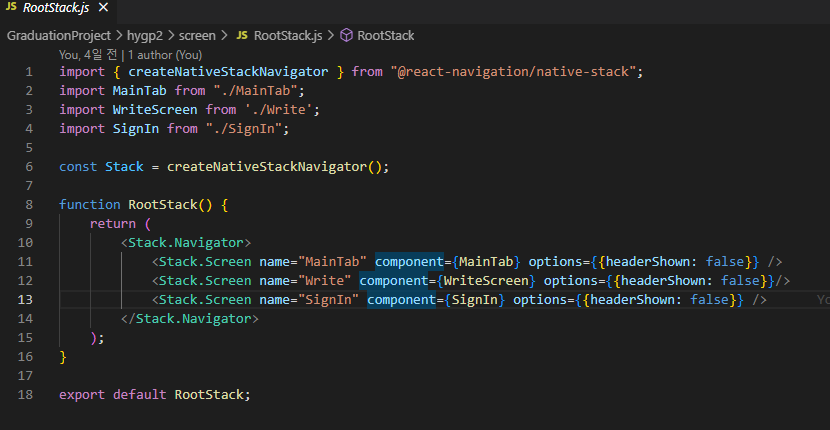 JS RootStack.js ×
GraduationProject > hygp2 > screen > JS RootStack.js > RootStack
You, 4일 전 | 1 author (You)
1 import { createNativeStackNavigator } from "@react-navigation/native-stack";
2 import MainTab from "./MainTab";
3 import WriteScreen from './Write';
4 import SignIn from "./SignIn";
5
6 const Stack = createNativeStackNavigator();
7
8 function RootStack() {
9 return (
10 <Stack.Navigator>
11 <Stack.Screen name="MainTab" component={MainTab} options={{headerShown: false}} />
12 <Stack.Screen name="Write" component={WriteScreen} options={{headerShown: false}}/>
13 <Stack.Screen name="SignIn" component={SignIn} options={{headerShown: false}} />
14 </Stack.Navigator>
15 );
16 }
17
18 export default RootStack;